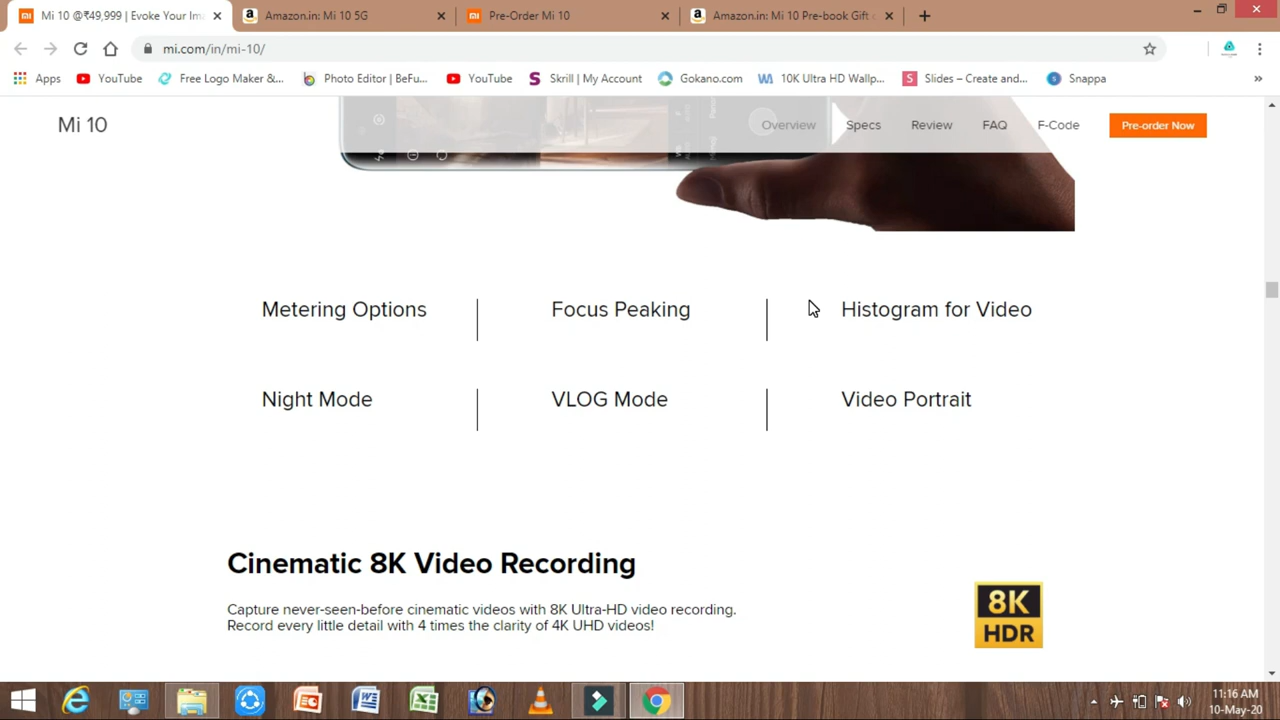 Mi 10 @₹49,999 | Evoke Your Ima
Amazon.in: Mi 10 5G
Pre-Order Mi 10
Amazon.in: Mi 10 Pre-book Gift
mi.com/in/mi-10/
Apps
YouTube
Free Logo Maker &...
Photo Editor | BeFu...
YouTube
Skrill | My Account
Gokano.com
10K Ultra HD Wallp...
Slides – Create and...
Snappa
»
Mi 10
Overview
Specs
Review
FAQ
F-Code
Pre-order Now
Metering Options
Focus Peaking
Histogram for Video
Night Mode
VLOG Mode
Video Portrait
Cinematic 8K Video Recording
Capture never-seen-before cinematic videos with 8K Ultra-HD video recording.
Record every little detail with 4 times the clarity of 4K UHD videos!
8K
HDR
11:16 AM
10-May-20